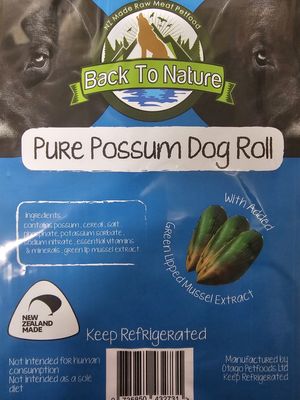 NZ Made Raw Meat Petfood
Back To Nature
Pure Possum Dog Roll
With Added
Green Lipped Mussel Extract
Ingredients
contains possum, cereal, salt,
phosphate, potassium sorbate,
sodium nitrate, essential vitamins
& minerals, green lip mussel extract.
NEW
ZEALAND
MADE
Keep Refrigerated
Not intended for human
consumption
Not intended as a sole
diet
Manufactured by
Otago Petfoods Ltd
Keep Refrigerated